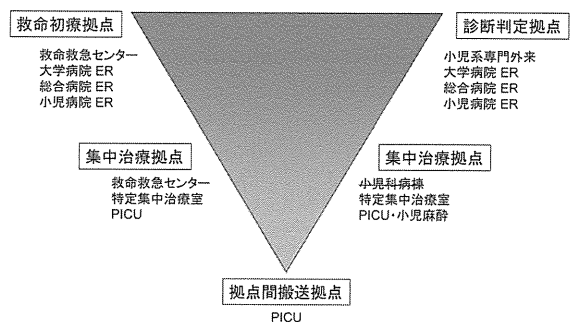 救命初療拠点
救命救急センター
大学病院 ER
総合病院 ER
小児病院 ER
診断判定拠点
小児系専門外来
大学病院 ER
総合病院 ER
小児病院 ER
集中治療拠点
救命救急センター
特定集中治療室
PICU
集中治療拠点
小児科病棟
特定集中治療室
PICU・小児麻酔
拠点間搬送拠点
PICU